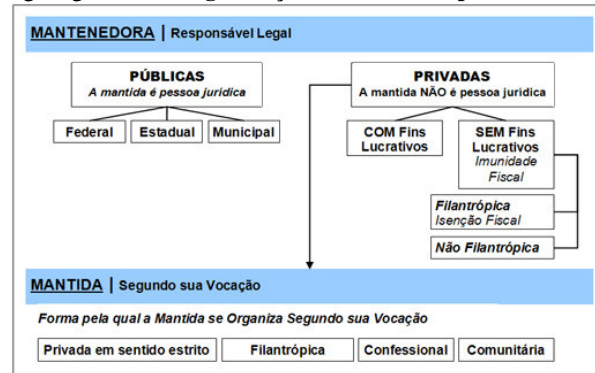 MANTENEDORA | Responsável Legal
PÚBLICAS
A mantida é pessoa juridica
PRIVADAS
A mantida NÃO é pessoa juridica
Federal
Estadual
Municipal
COM Fins
Lucrativos
SEM Fins
Lucrativos
Imunidade
Fiscal
Filantrópica
Isenção Fiscal
Não Filantrópica
MANTIDA | Segundo sua Vocação
Forma pela qual a Mantida se Organiza Segundo sua Vocação
Privada em sentido estrito
Filantrópica
Confessional
Comunitária